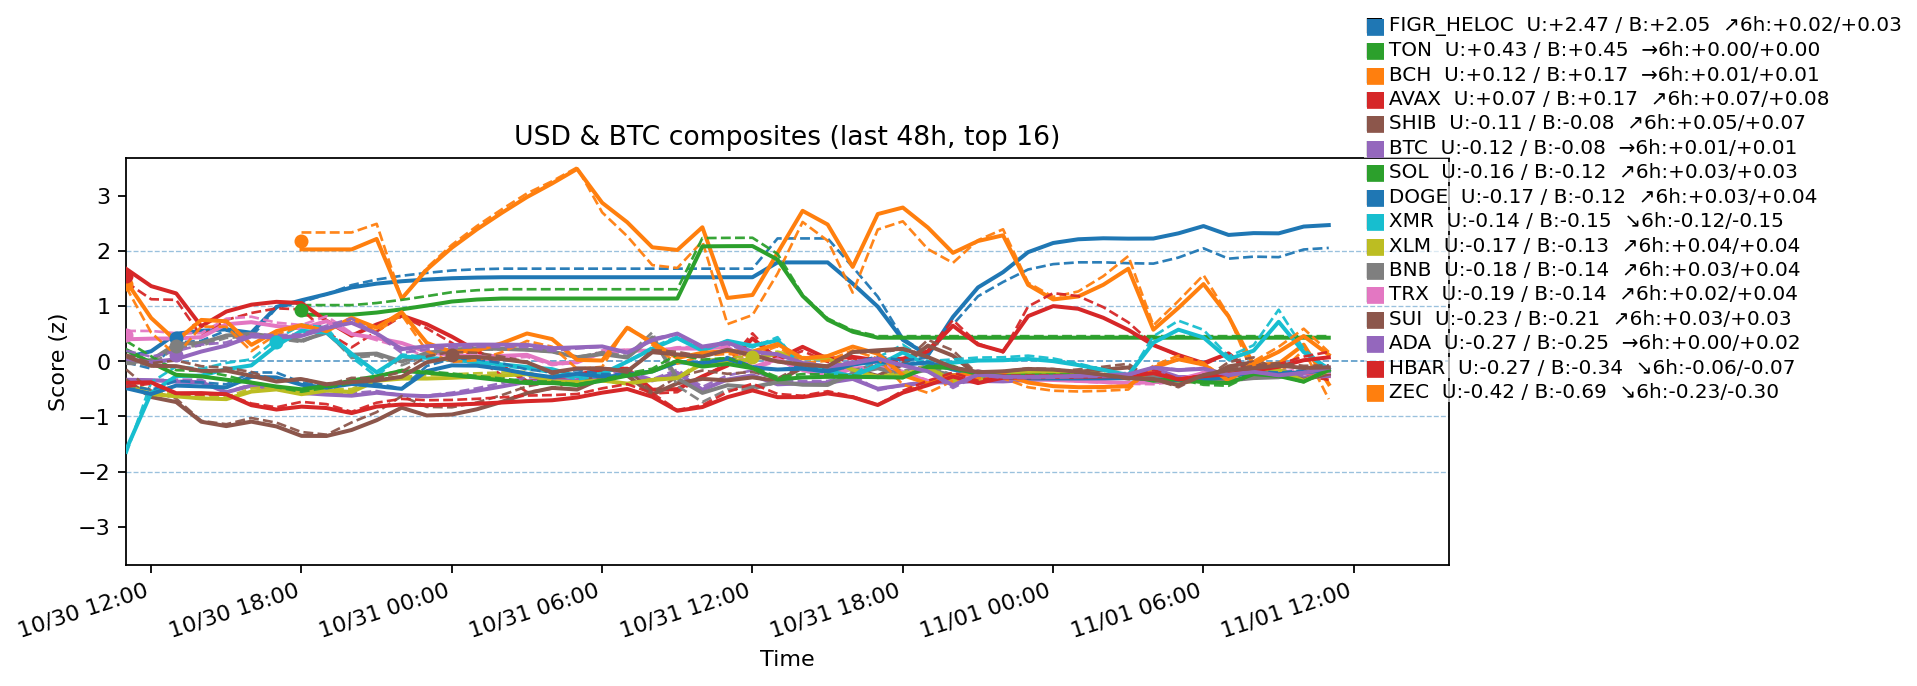 FIGR_HELOC U:+2.47 / B:+2.05 ↗6h:+0.02/+0.03
TON U:+0.43 / B:+0.45 →6h:+0.00/+0.00
BCH U:+0.12 / B:+0.17 →6h:+0.01/+0.01
AVAX U:+0.07 / B:+0.17 ↗6h:+0.07/+0.08
SHIB U:-0.11 / B:-0.08 ↗6h:+0.05/+0.07
BTC U:-0.12 / B:-0.08 →6h:+0.01/+0.01
SOL U:-0.16 / B:-0.12 ↗6h:+0.03/+0.03
DOGE U:-0.17 / B:-0.12 ↗6h:+0.03/+0.04
XMR U:-0.14 / B:-0.15 ↘6h:-0.12/-0.15
XLM U:-0.17 / B:-0.13 ↗6h:+0.04/+0.04
BNB U:-0.18 / B:-0.14 ↗6h:+0.03/+0.04
TRX U:-0.19 / B:-0.14 ↗6h:+0.02/+0.04
SUI U:-0.23 / B:-0.21 ↗6h:+0.03/+0.03
ADA U:-0.27 / B:-0.25 →6h:+0.00/+0.02
HBAR U:-0.27 / B:-0.34 ↘6h:-0.06/-0.07
ZEC U:-0.42 / B:-0.69 ↘6h:-0.23/-0.30
USD & BTC composites (last 48h, top 16)
Score (z)
3
2
1
0
−1
−2
−3
10/30 12:00
10/30 18:00
10/31 00:00
10/31 06:00
10/31 12:00
10/31 18:00
11/01 00:00
11/01 06:00
11/01 12:00
Time